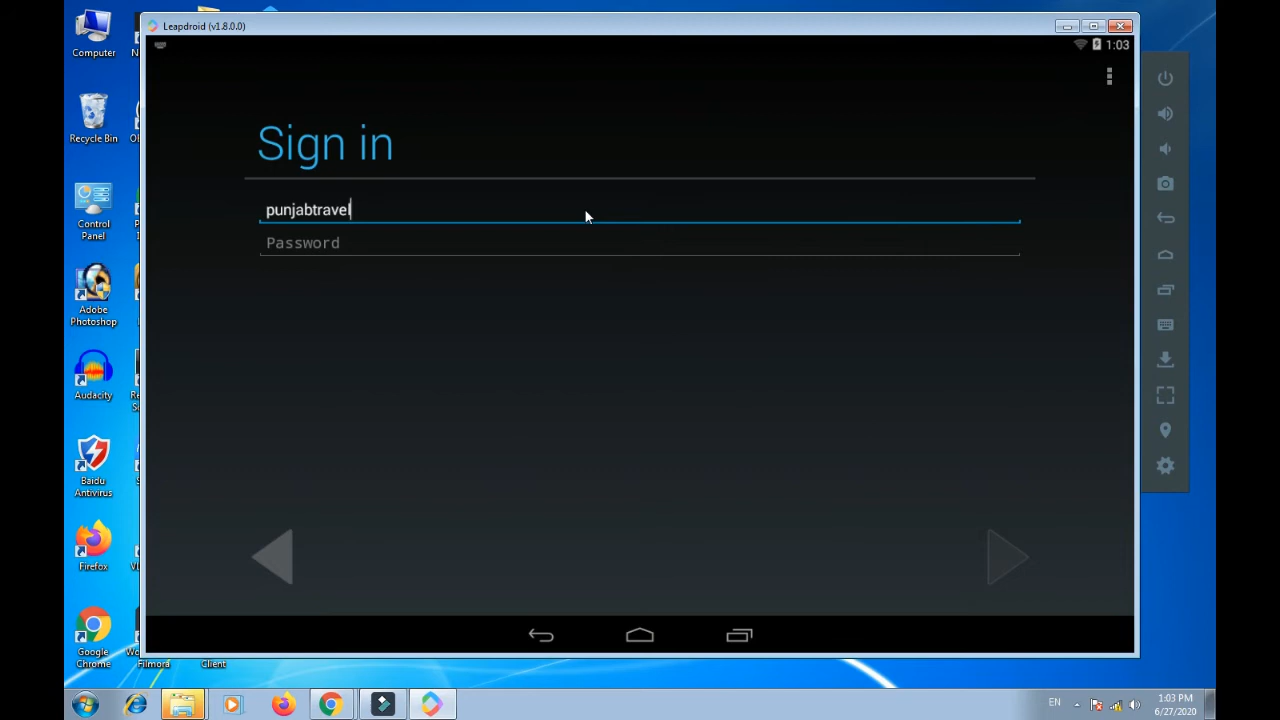 Leapdroid (v1.8.0.0)
1:03
Computer
Recycle Bin
Control
Panel
Adobe
Photoshop
Audacity
Baidu
Antivirus
Firefox
Google
Chrome
Filmora
Client
Sign in
punjabtravel
Password
EN
1:03 PM
6/27/2020